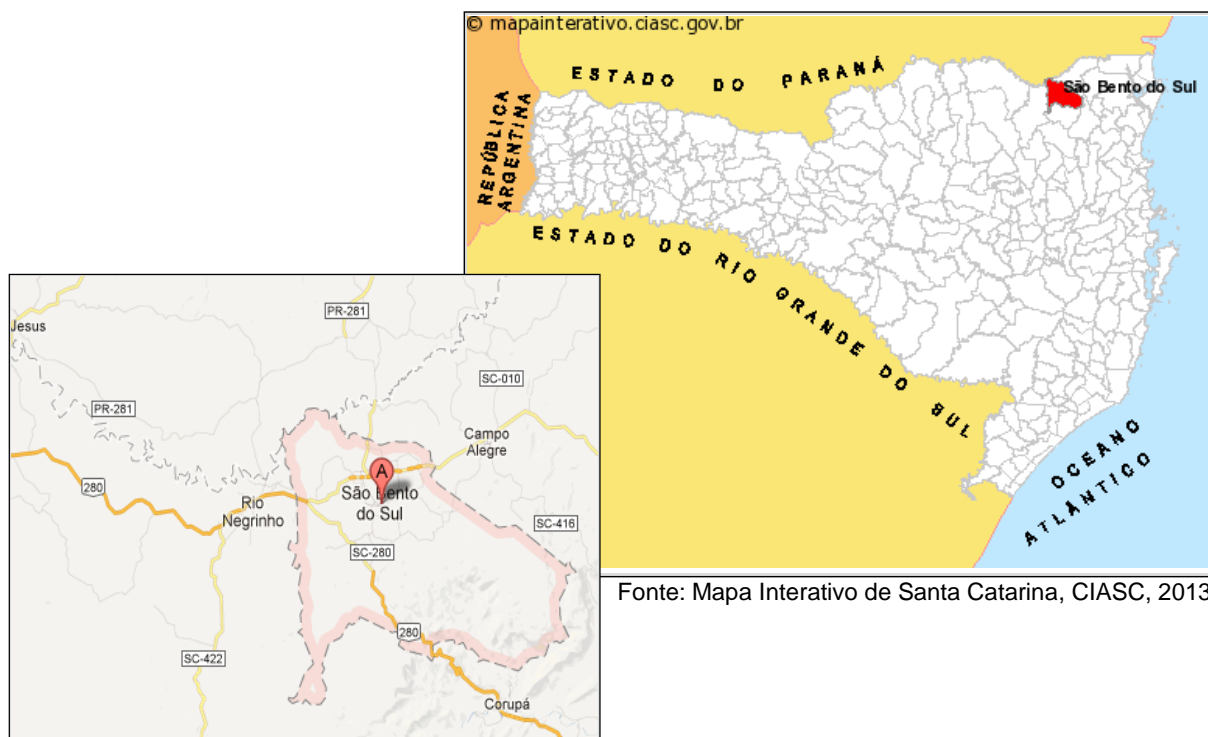 © mapainterativo.ciasc.gov.br
ESTADO DO PARANÁ
São Bento do Sul
REPÚBLICA
ARGENTINA
ESTADO DO RIO GRANDE DO SUL
OCEANO
ATLÂNTICO
Fonte: Mapa Interativo de Santa Catarina, CIASC, 2013
PR-281
Jesus
SC-010
PR-281
Campo
Alegre
A
280
São Bento
do Sul
Rio
Negrinho
SC-416
SC-280
280
SC-422
Corupá